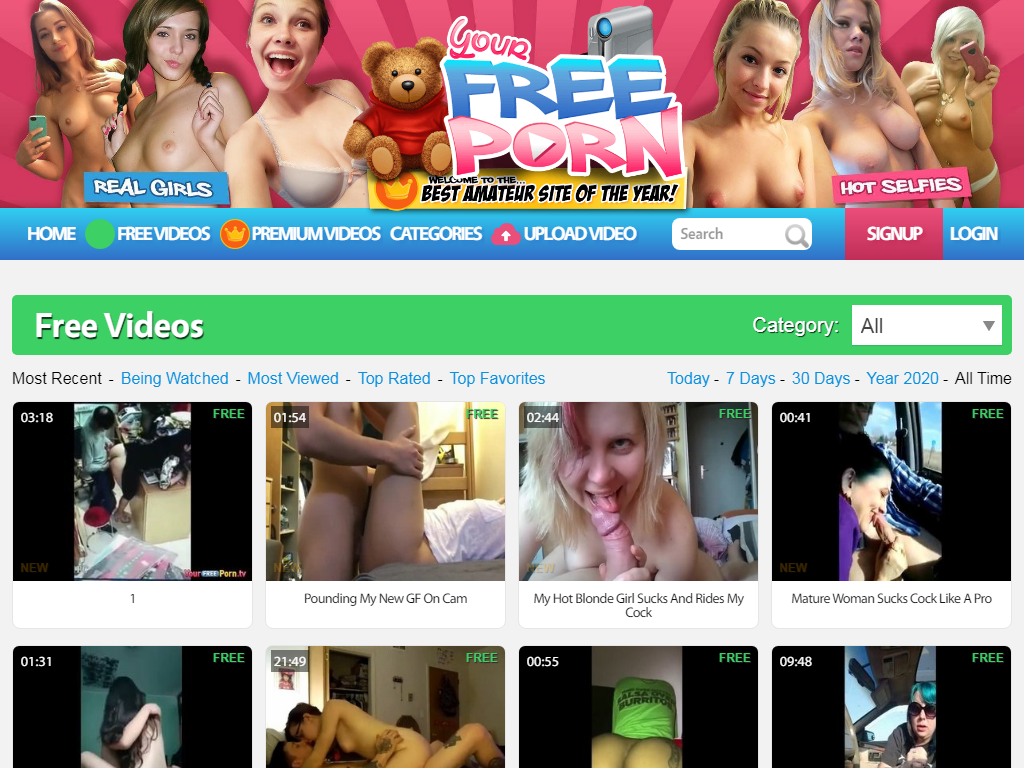 Your
FREE
PORN
WELCOME TO THE...
BEST AMATEUR SITE OF THE YEAR!
REAL GIRLS
HOT SELFIES
HOME FREE VIDEOS PREMIUM VIDEOS CATEGORIES UPLOAD VIDEO Search SIGNUP LOGIN
Free Videos Category: All
Most Recent - Being Watched - Most Viewed - Top Rated - Top Favorites Today - 7 Days - 30 Days - Year 2020 - All Time
03:18 FREE 01:54 FREE 02:44 FREE 00:41 FREE
NEW YourFREEPorn.tv NEW NEW NEW
1 Pounding My New GF On Cam My Hot Blonde Girl Sucks And Rides My Mature Woman Sucks Cock Like A Pro
Cock
01:31 FREE 21:49 FREE 00:55 FREE 09:48 FREE
SALSA
BURRITOS